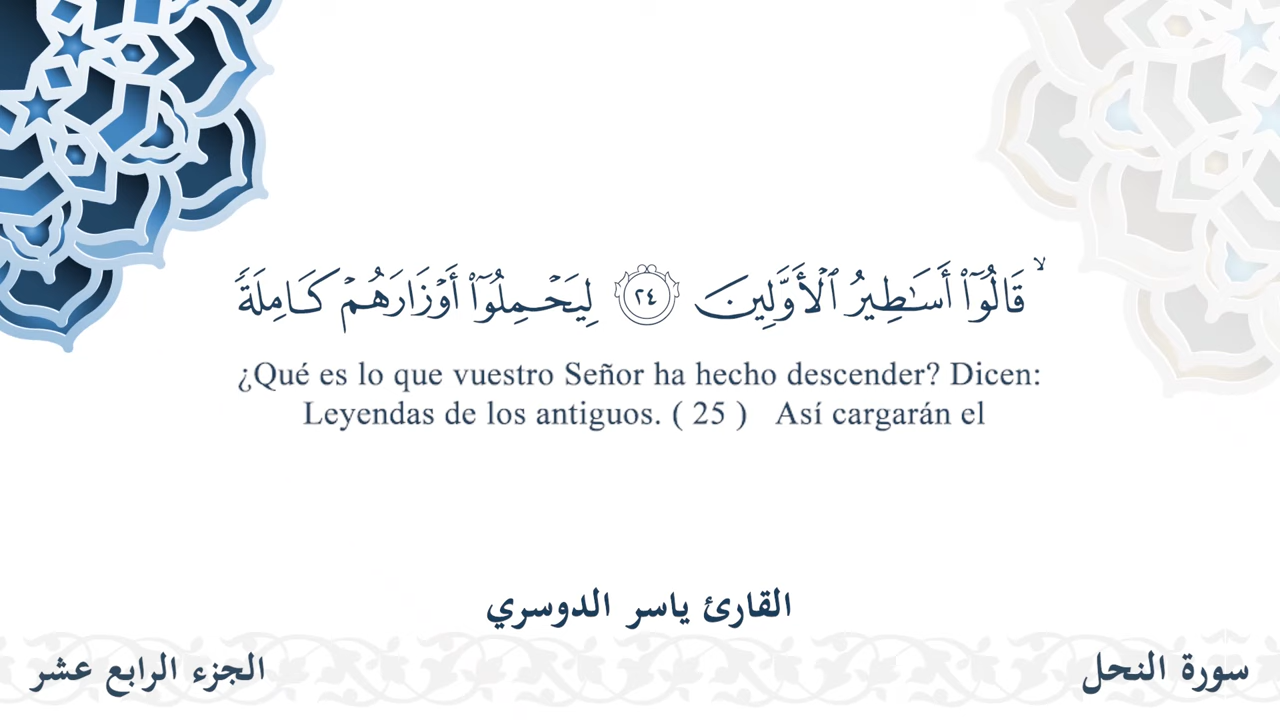 ۙ قَالُوٓا۟ أَسَـٰطِيرُ ٱلْأَوَّلِينَ ٢٤ لِيَحْمِلُوٓا۟ أَوْزَارَهُمْ كَامِلَةً
¿Qué es lo que vuestro Señor ha hecho descender? Dicen:
Leyendas de los antiguos. ( 25 ) Así cargarán el
القارئ ياسر الدوسري
سورة النحل
الجزء الرابع عشر